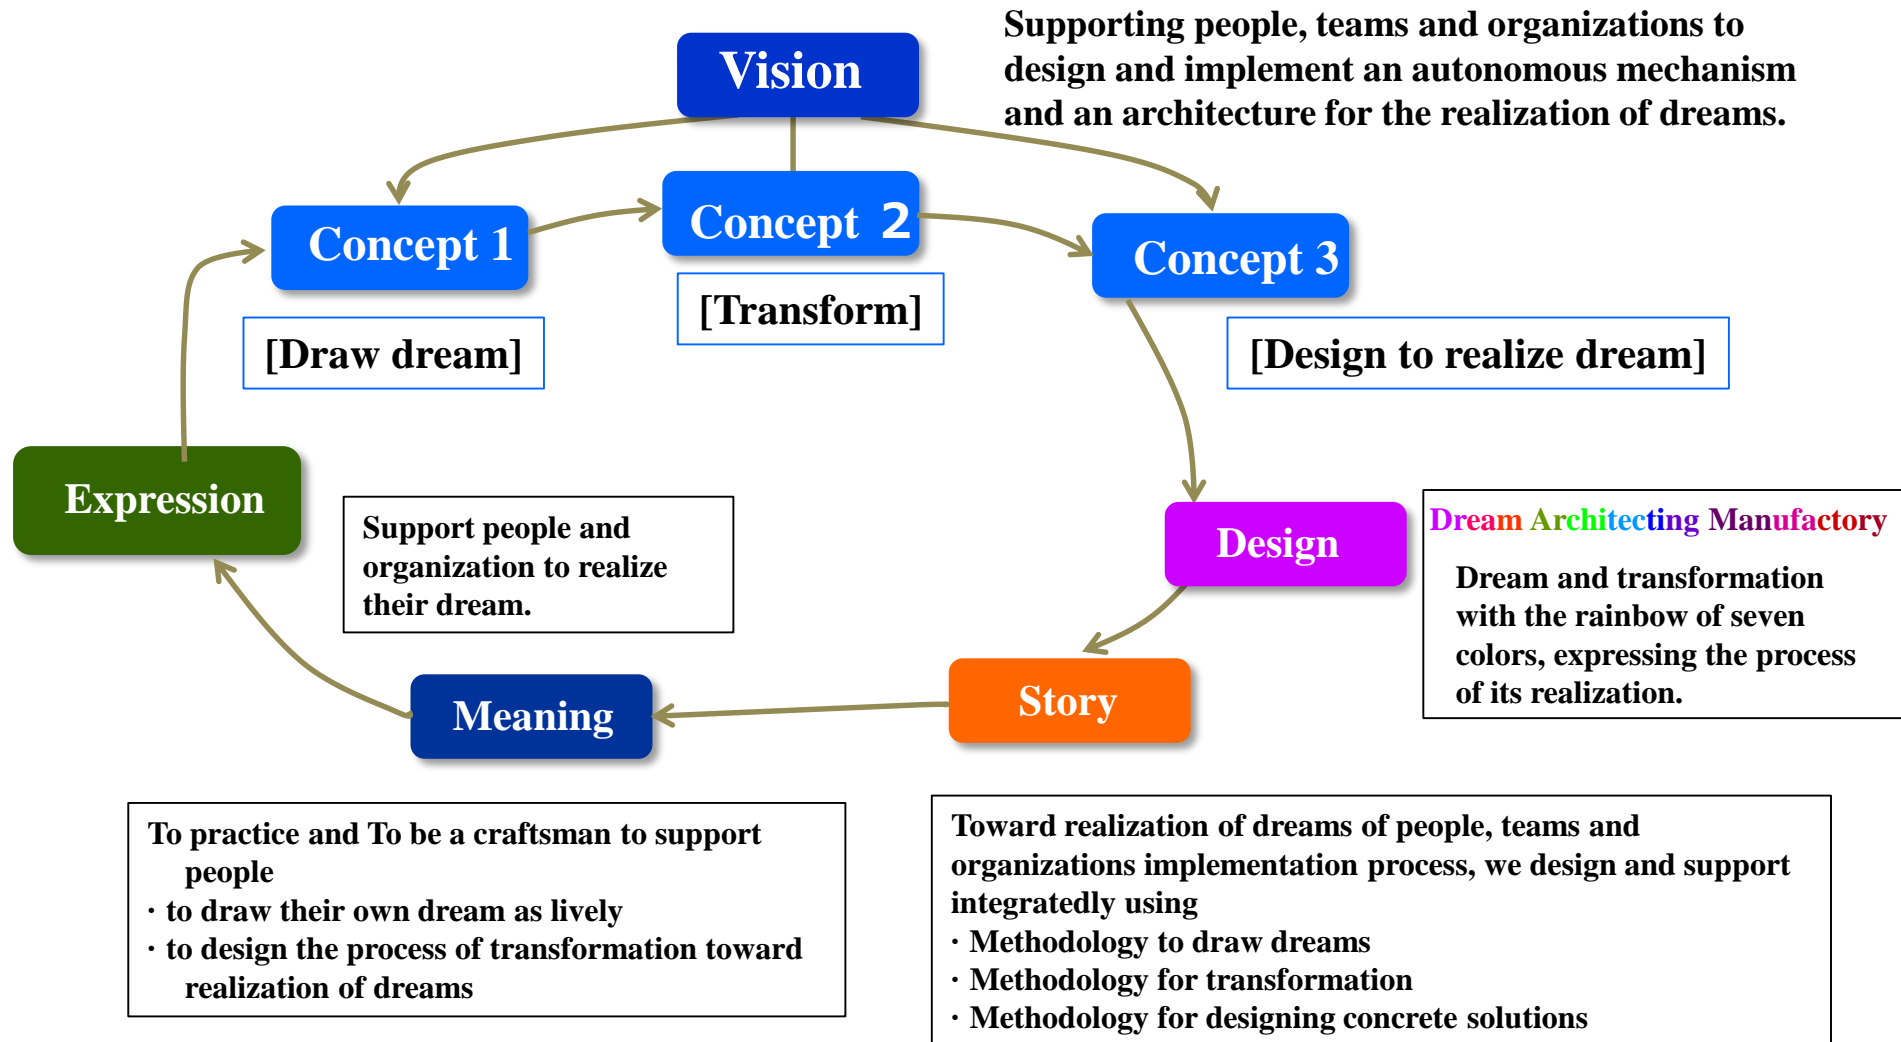 Supporting people, teams and organizations to
design and implement an autonomous mechanism
and an architecture for the realization of dreams.
Vision
Concept 1
Concept 2
Concept 3
[Draw dream]
[Transform]
[Design to realize dream]
Expression
Support people and
organization to realize
their dream.
Design
Dream Architecting Manufactory
Dream and transformation
with the rainbow of seven
colors, expressing the process
of its realization.
Meaning
Story
To practice and To be a craftsman to support
people
· to draw their own dream as lively
· to design the process of transformation toward
realization of dreams
Toward realization of dreams of people, teams and
organizations implementation process, we design and support
integratedly using
· Methodology to draw dreams
· Methodology for transformation
· Methodology for designing concrete solutions